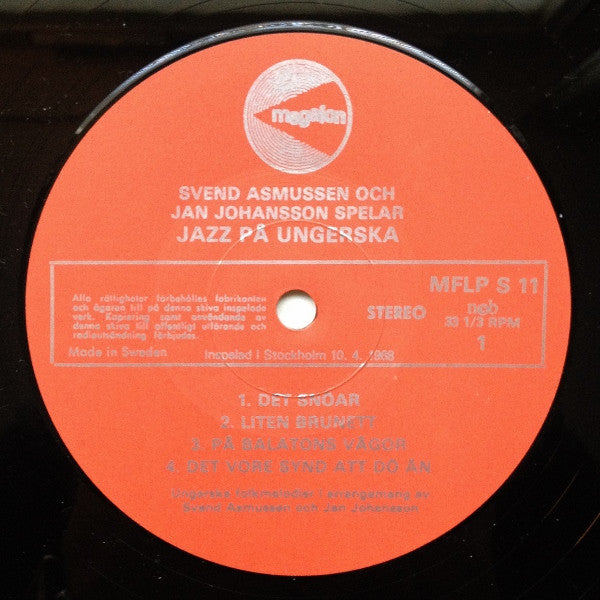 megafon
SVEND ASMUSSEN OCH
JAN JOHANSSON SPELAR
JAZZ PÅ UNGERSKA
Alla rättigheter förbehålles fabrikanten
och ägaren till på denna skiva inspelade
verk. Kopiering samt användande av
denna skiva till offentligt utförande och
radioutsändning förbjudes.
Made in Sweden
STEREO
MFLP S 11
ncb
33 1/3 RPM
1
Inspelad i Stockholm 10. 4. 1968
1. DET SNÖAR
2. LITEN BRUNETT
3. PÅ BALATONS VÅGOR
4. DET VORE SYND ATT DÖ ÄN
Ungerska folkmelodier i arrangemang av
Svend Asmussen och Jan Johansson